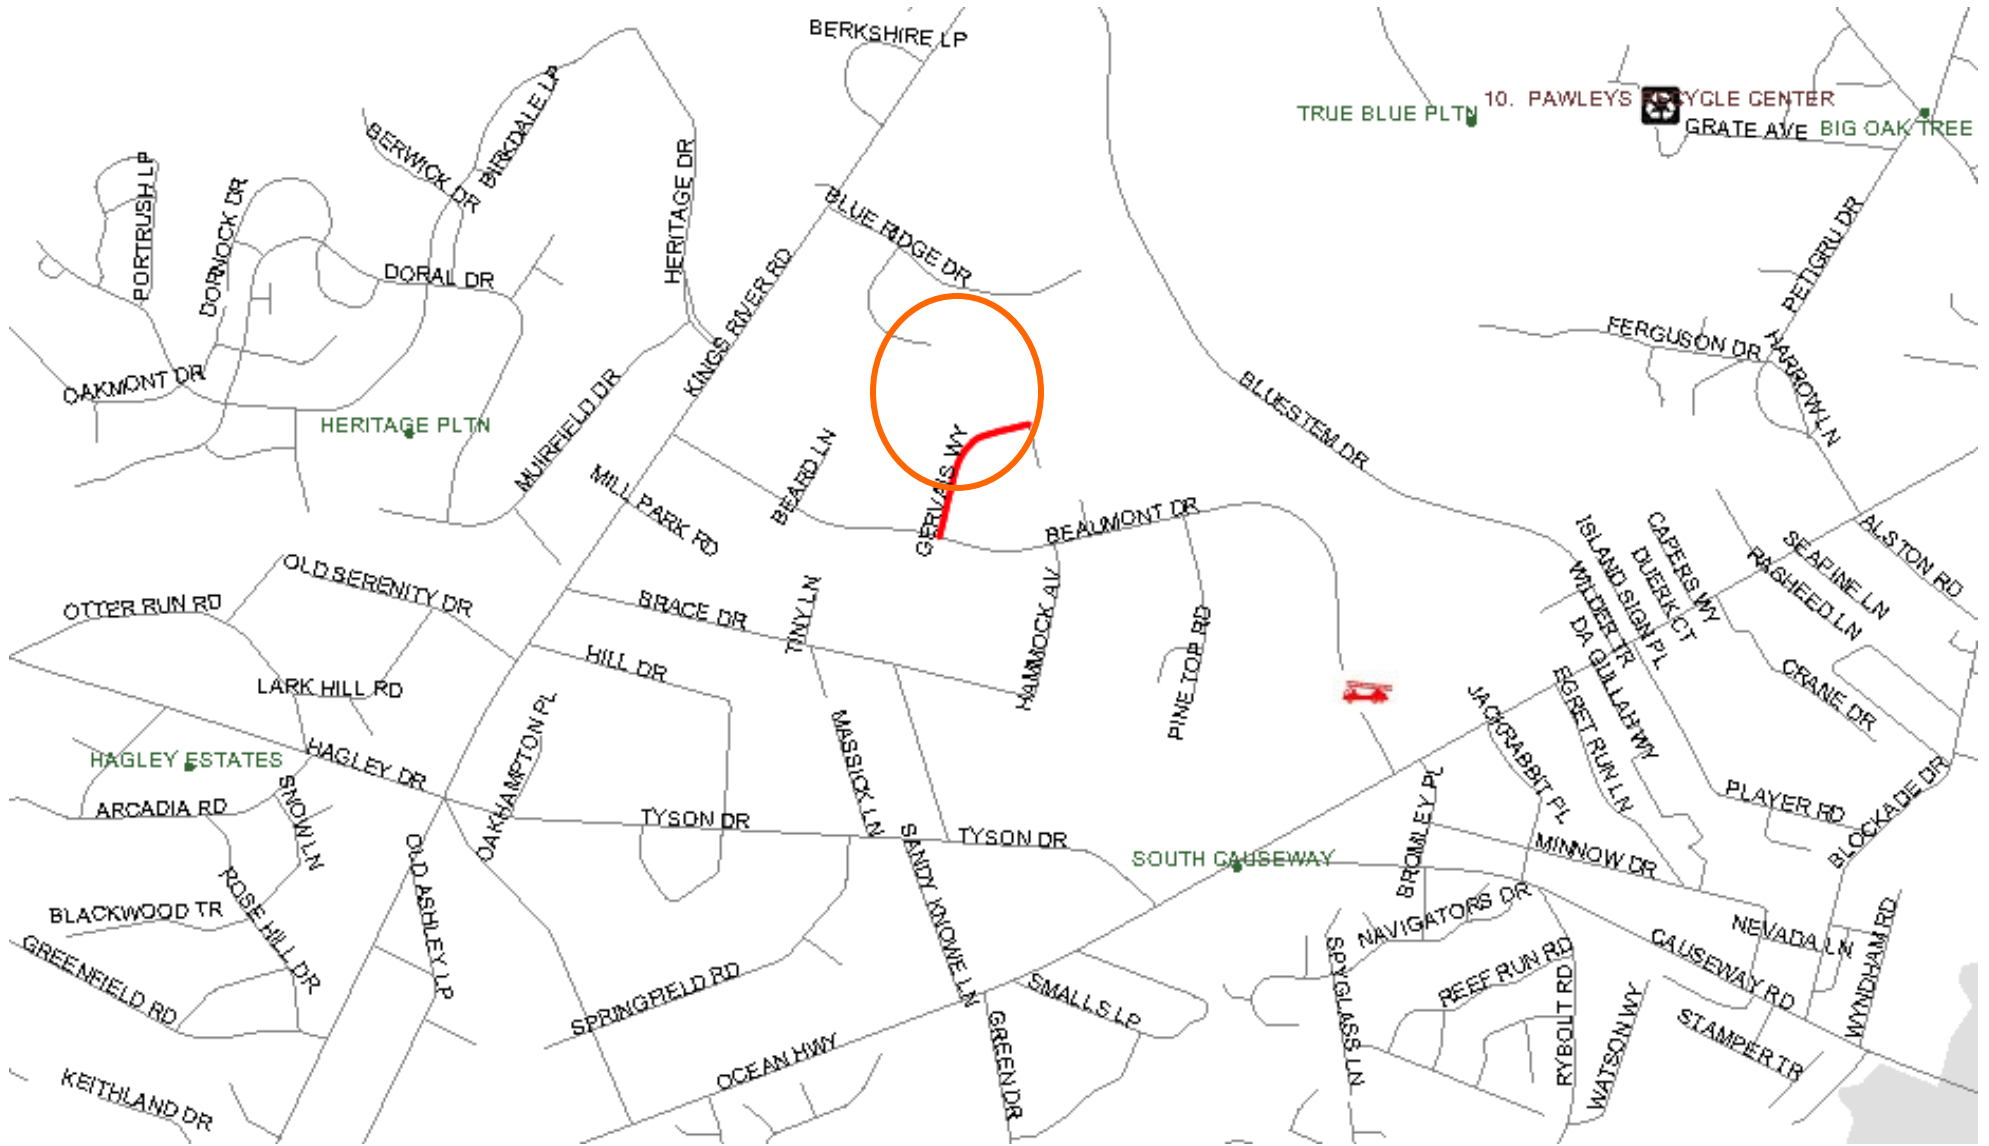 BERKSHIRE LP
BIRKDALE LP
BERWICK DR
HERITAGE DR
PORTRUSH LP
DORNOCK DR
DORAL DR
OAKMONT DR
HERITAGE PLTN
MUIRFIELD DR
KINGS RIVER RD
BLUE RIDGE DR
TRUE BLUE PLTN
10. PAWLEYS RECYCLE CENTER
GRATE AVE
BIG OAK TREE
PETIGRU DR
FERGUSON DR
HARROW LN
BLUESTEM DR
BEARD LN
GERVAIS WY
MILL PARK RD
BEAUMONT DR
OLD SERENITY DR
OTTER RUN RD
BRACE DR
TINY LN
HAMMOCK AV
PINE TOP RD
HILL DR
LARK HILL RD
ISLAND SIGN PL
CAPERS WY
DUERK CT
WILDER TR
DA GULLAH WY
SEAPINE LN
RAGHEED LN
ALSTON RD
CRANE DR
EGRET RUN LN
JACKRABBIT PL
PLAYER RD
BLOCKADE DR
HAGLEY ESTATES
HAGLEY DR
OAKHAMPTON PL
MASSICK LN
ARCADIA RD
SNOW LN
TYSON DR
TYSON DR
SOUTH CAUSEWAY
BROMLEY PL
MINNOW DR
OLD ASHLEY LP
SANDY KNOWE LN
ROSE HILL DR
BLACKWOOD TR
GREENFIELD RD
SPRINGFIELD RD
NAVIGATORS DR
NEVADA LN
CAUSEWAY RD
WYNDHAM RD
REEF RUN RD
SPYGLASS LN
RYBOLT RD
WATSON WY
STAMPER TR
SMALLS LP
GREEN DR
OCEAN HWY
KEITHLAND DR